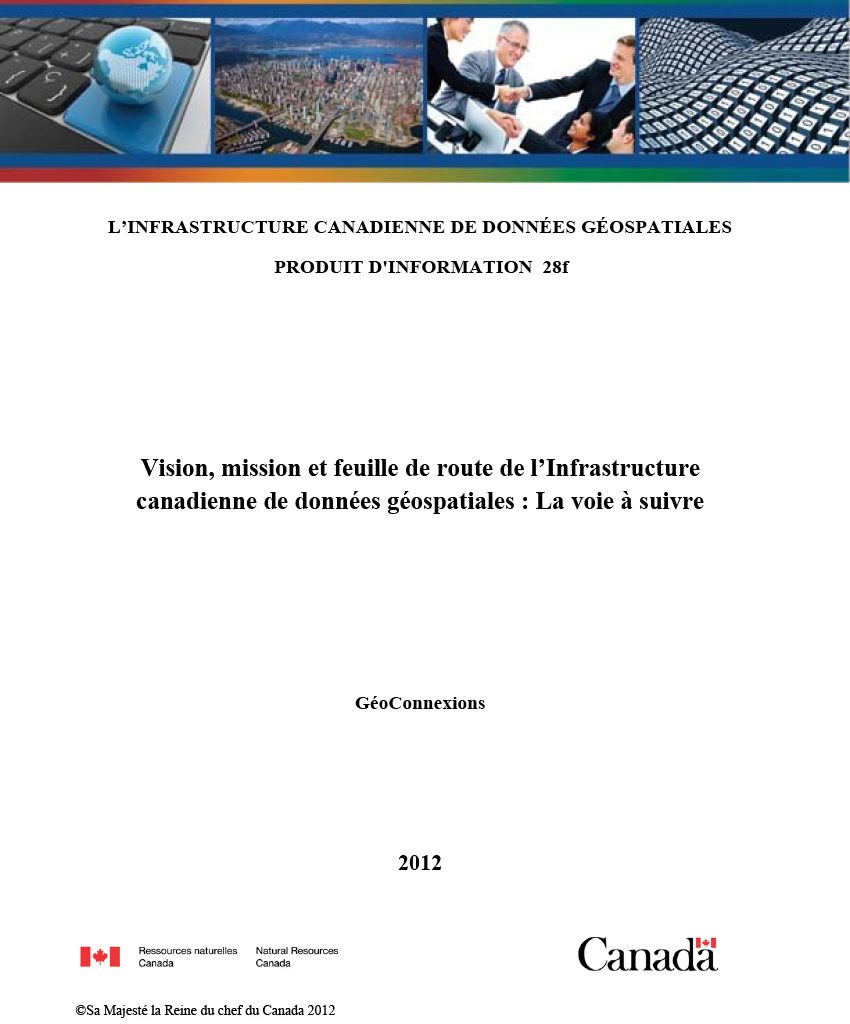 L’INFRASTRUCTURE CANADIENNE DE DONNÉES GÉOSPATIALES
PRODUIT D'INFORMATION 28f
Vision, mission et feuille de route de l’Infrastructure
canadienne de données géospatiales : La voie à suivre
GéoConnexions
2012
Ressources naturelles
Canada
Natural Resources
Canada
Canada
©Sa Majesté la Reine du chef du Canada 2012